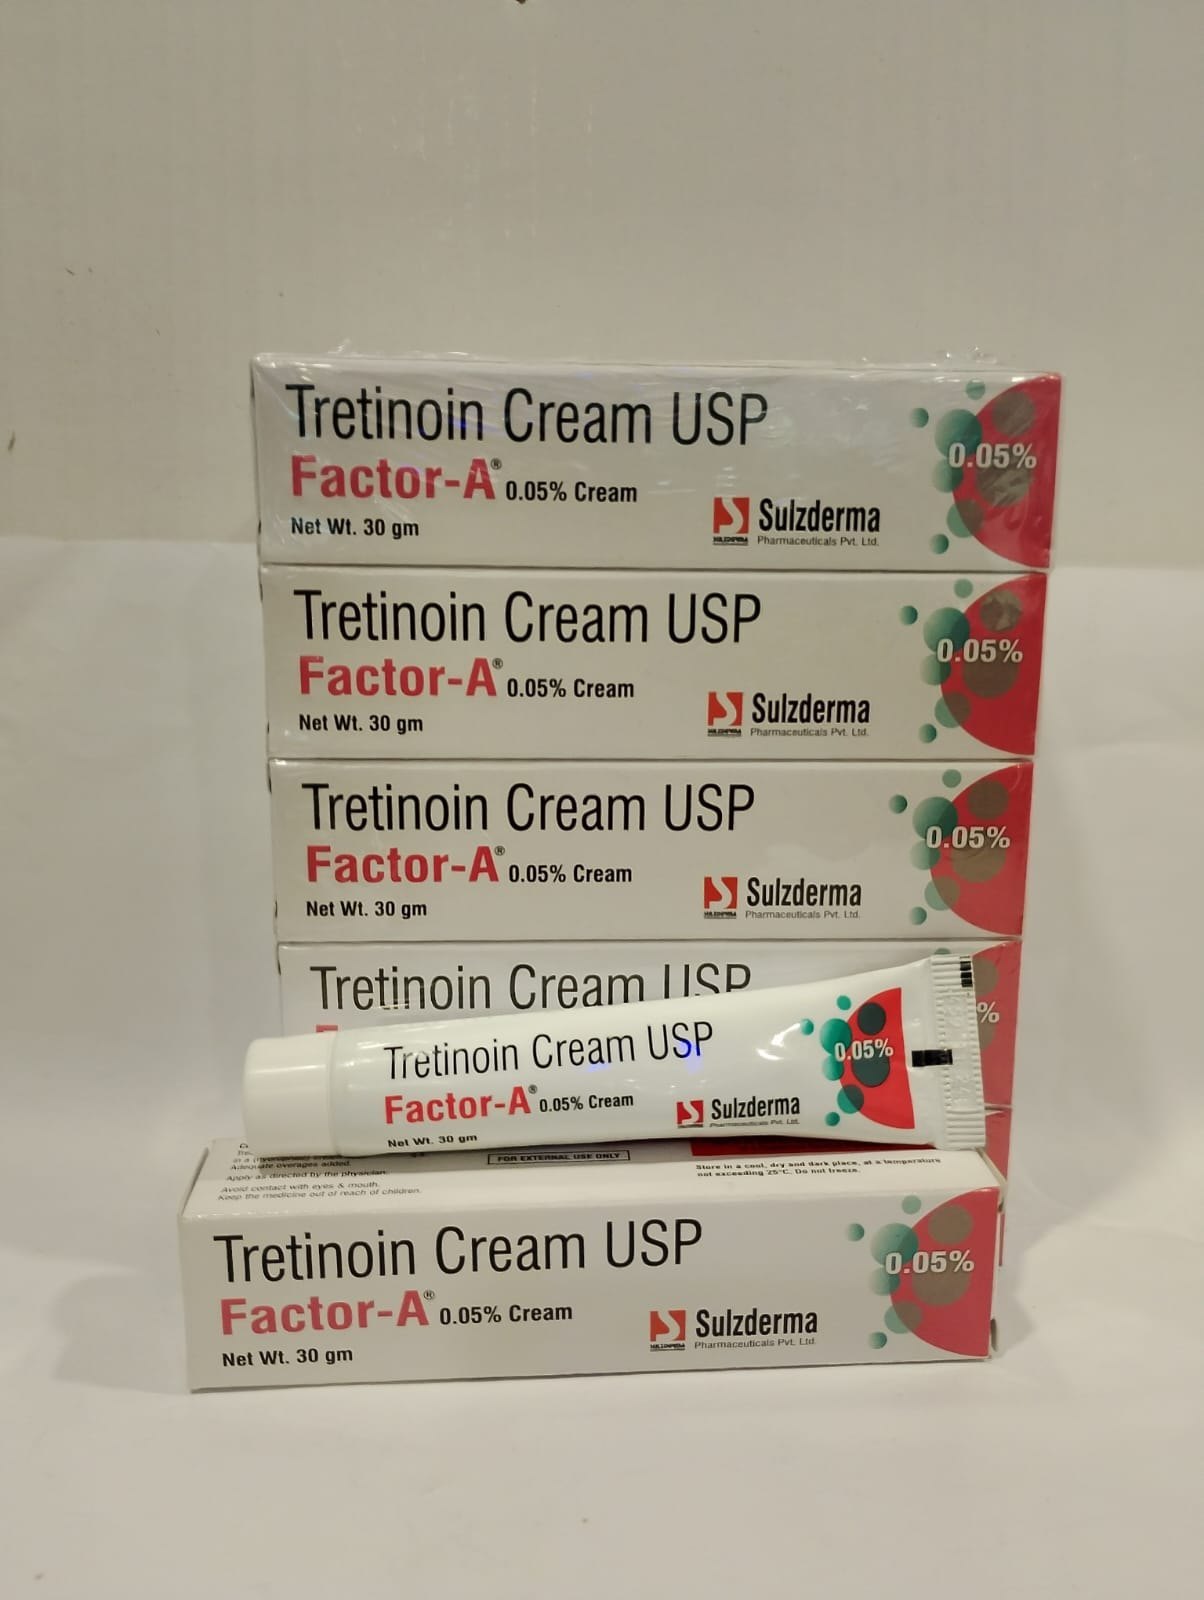 Tretinoin Cream USP
Factor-A® 0.05% Cream
Net Wt. 30 gm
Sulzderma
Pharmaceuticals Pvt. Ltd.
0.05%
Tretinoin Cream USP
Factor-A® 0.05% Cream
Net Wt. 30 gm
Sulzderma
Pharmaceuticals Pvt. Ltd.
0.05%
Tretinoin Cream USP
Factor-A® 0.05% Cream
Net Wt. 30 gm
Sulzderma
Pharmaceuticals Pvt. Ltd.
0.05%
Tretinoin Cream USP
%
Tretinoin Cream USP
Factor-A® 0.05% Cream
Net Wt. 30 gm
Sulzderma
Pharmaceuticals Pvt. Ltd.
0.05%
Adequate overages added.
Apply as directed by the physician.
Avoid contact with eyes & mouth.
Keep the medicine out of reach of children.
FOR EXTERNAL USE ONLY
Store in a cool, dry and dark place, at a temperature
not exceeding 25°C. Do not freeze.
Tretinoin Cream USP
Factor-A® 0.05% Cream
Net Wt. 30 gm
Sulzderma
Pharmaceuticals Pvt. Ltd.
0.05%